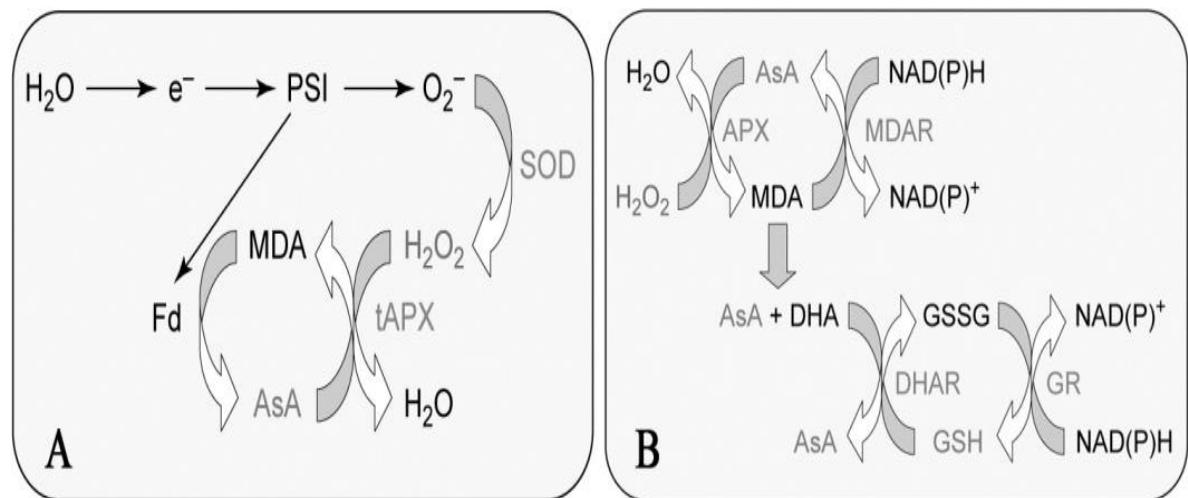 H₂O e⁻ PSI O₂⁻
SOD
MDA H₂O₂
Fd tAPX
AsA H₂O
A
H₂O AsA NAD(P)H
APX MDAR
H₂O₂ MDA NAD(P)⁺
AsA + DHA GSSG NAD(P)⁺
DHAR GR
AsA GSH NAD(P)H
B